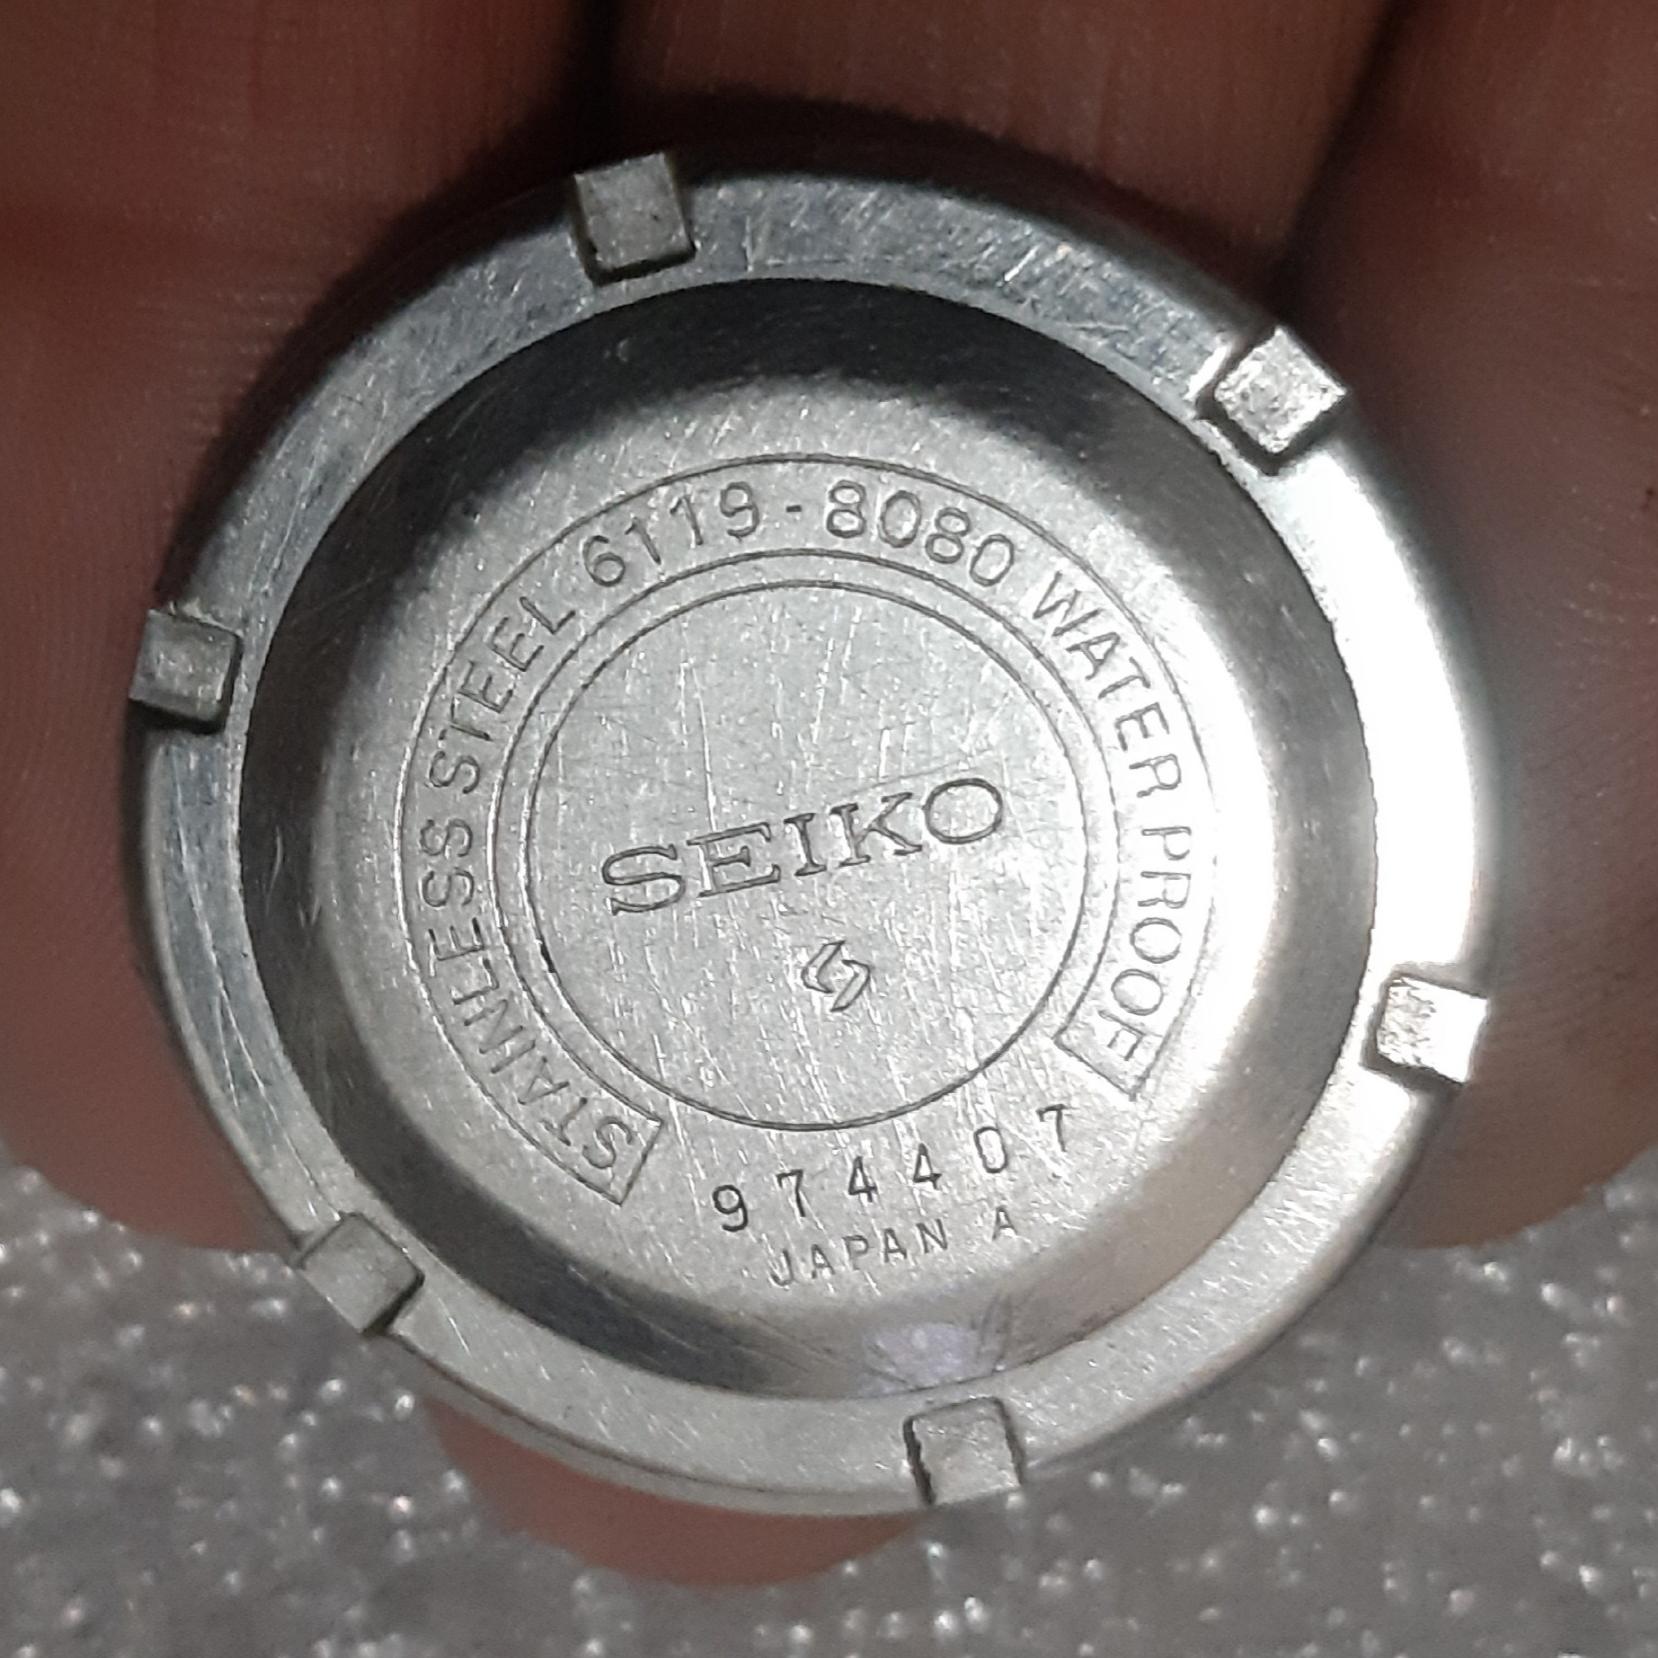 STAINLESS STEEL 6119-8080 WATER PROOF
SEIKO
974407
JAPAN A